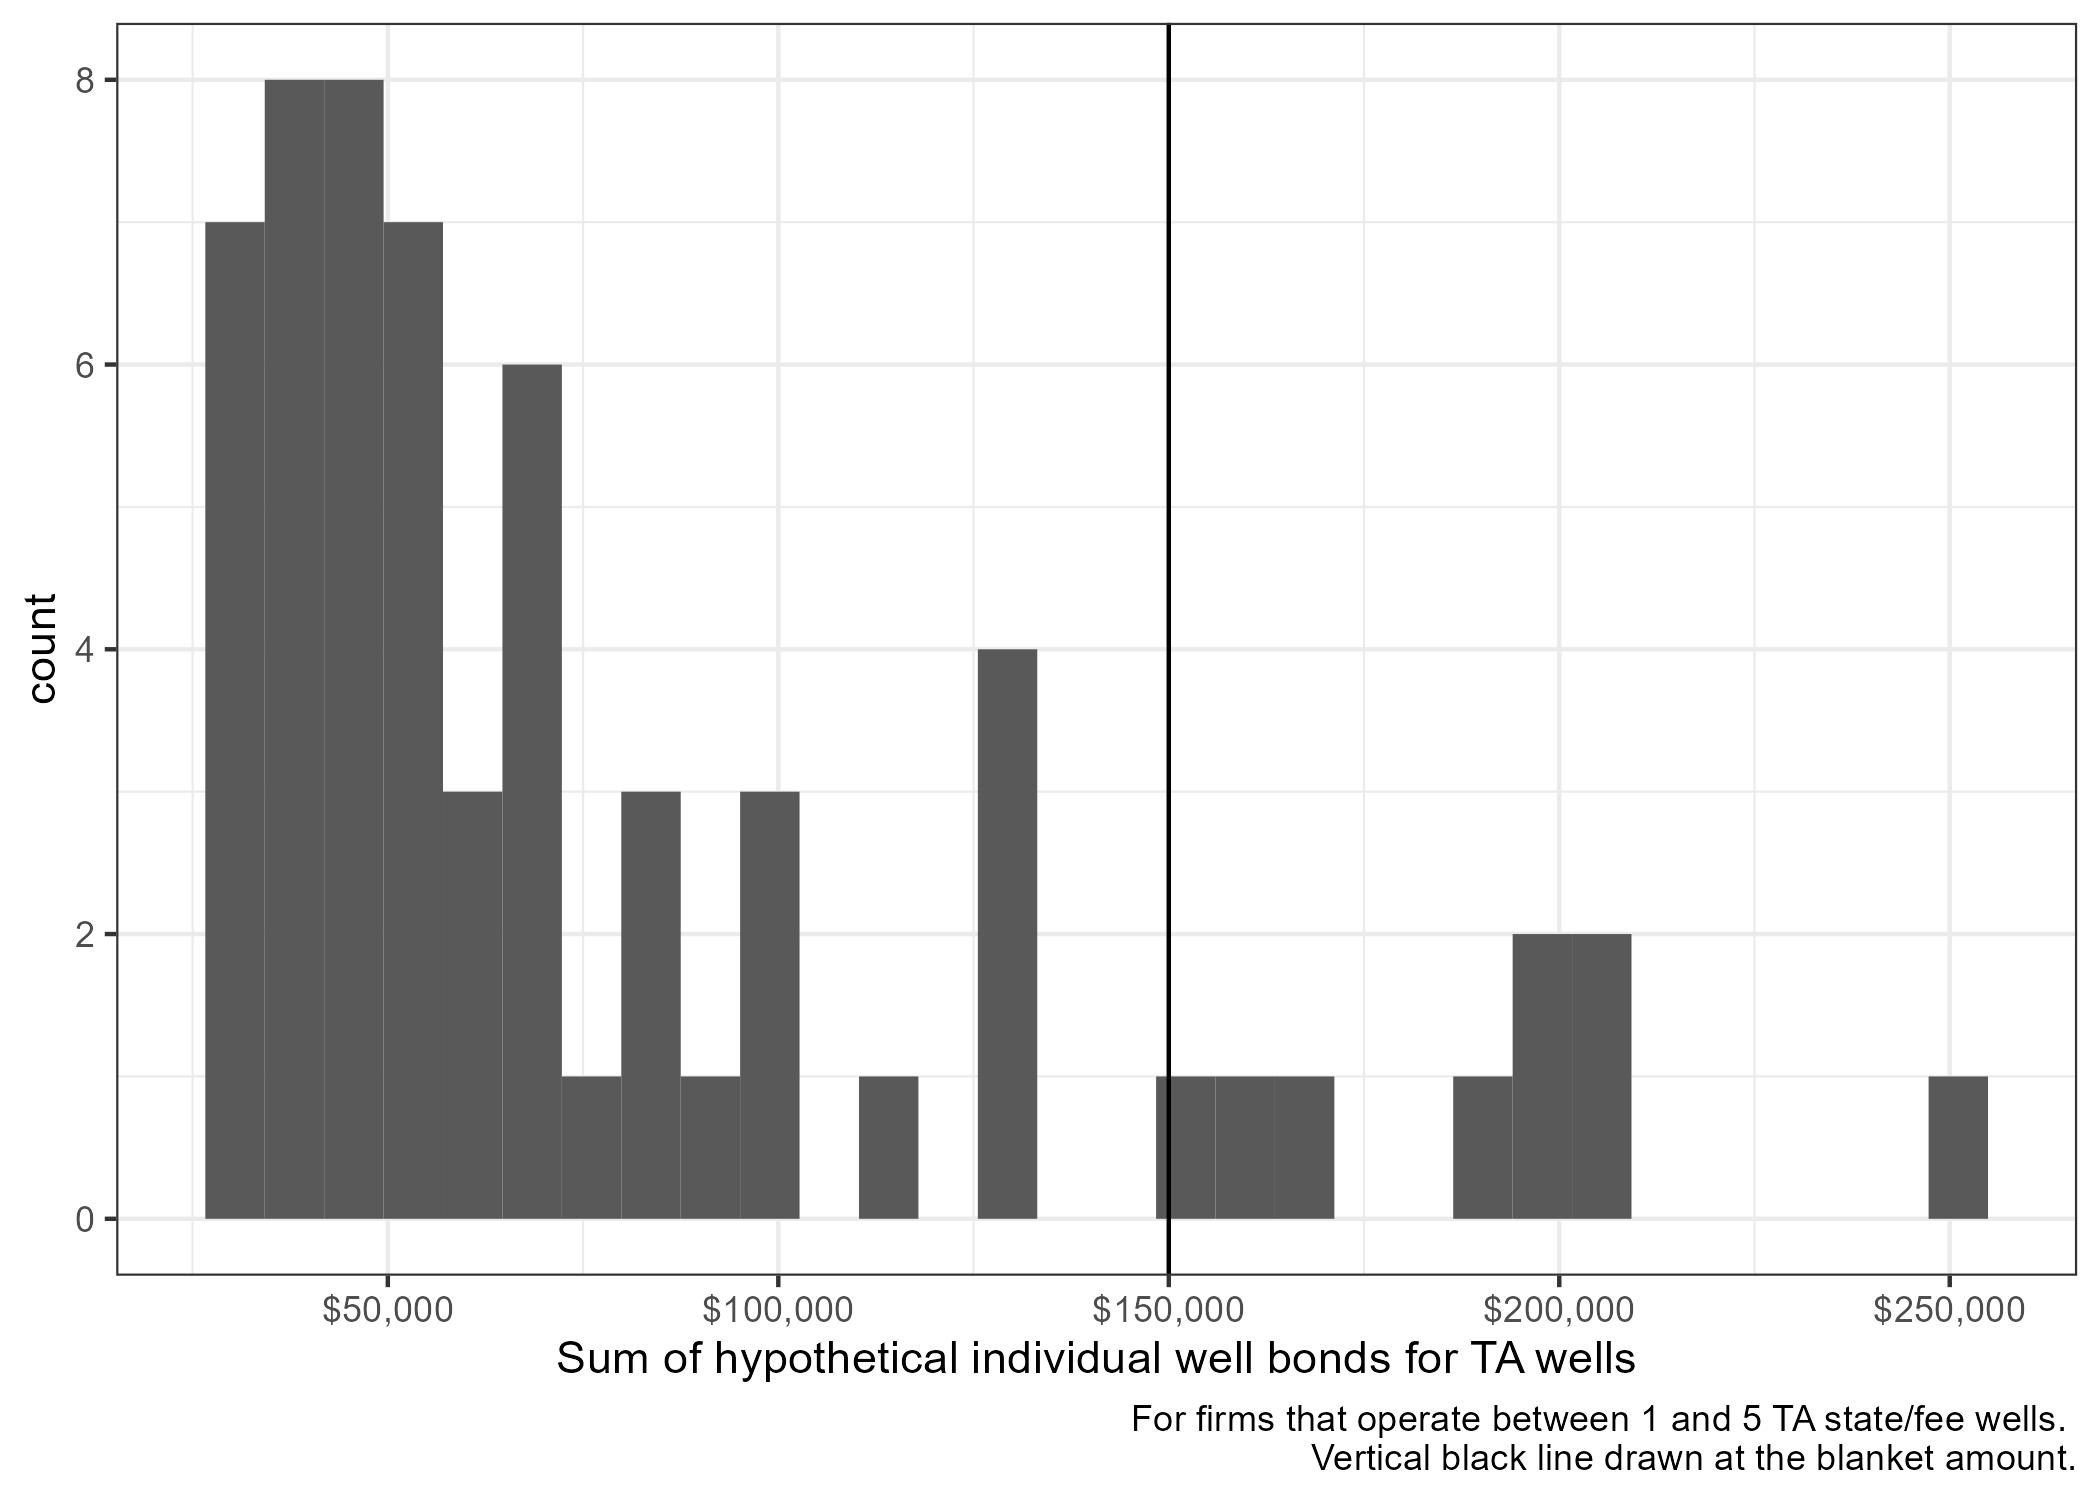 count
8
6
4
2
0
$50,000
$100,000
$150,000
$200,000
$250,000
Sum of hypothetical individual well bonds for TA wells
For firms that operate between 1 and 5 TA state/fee wells.
Vertical black line drawn at the blanket amount.